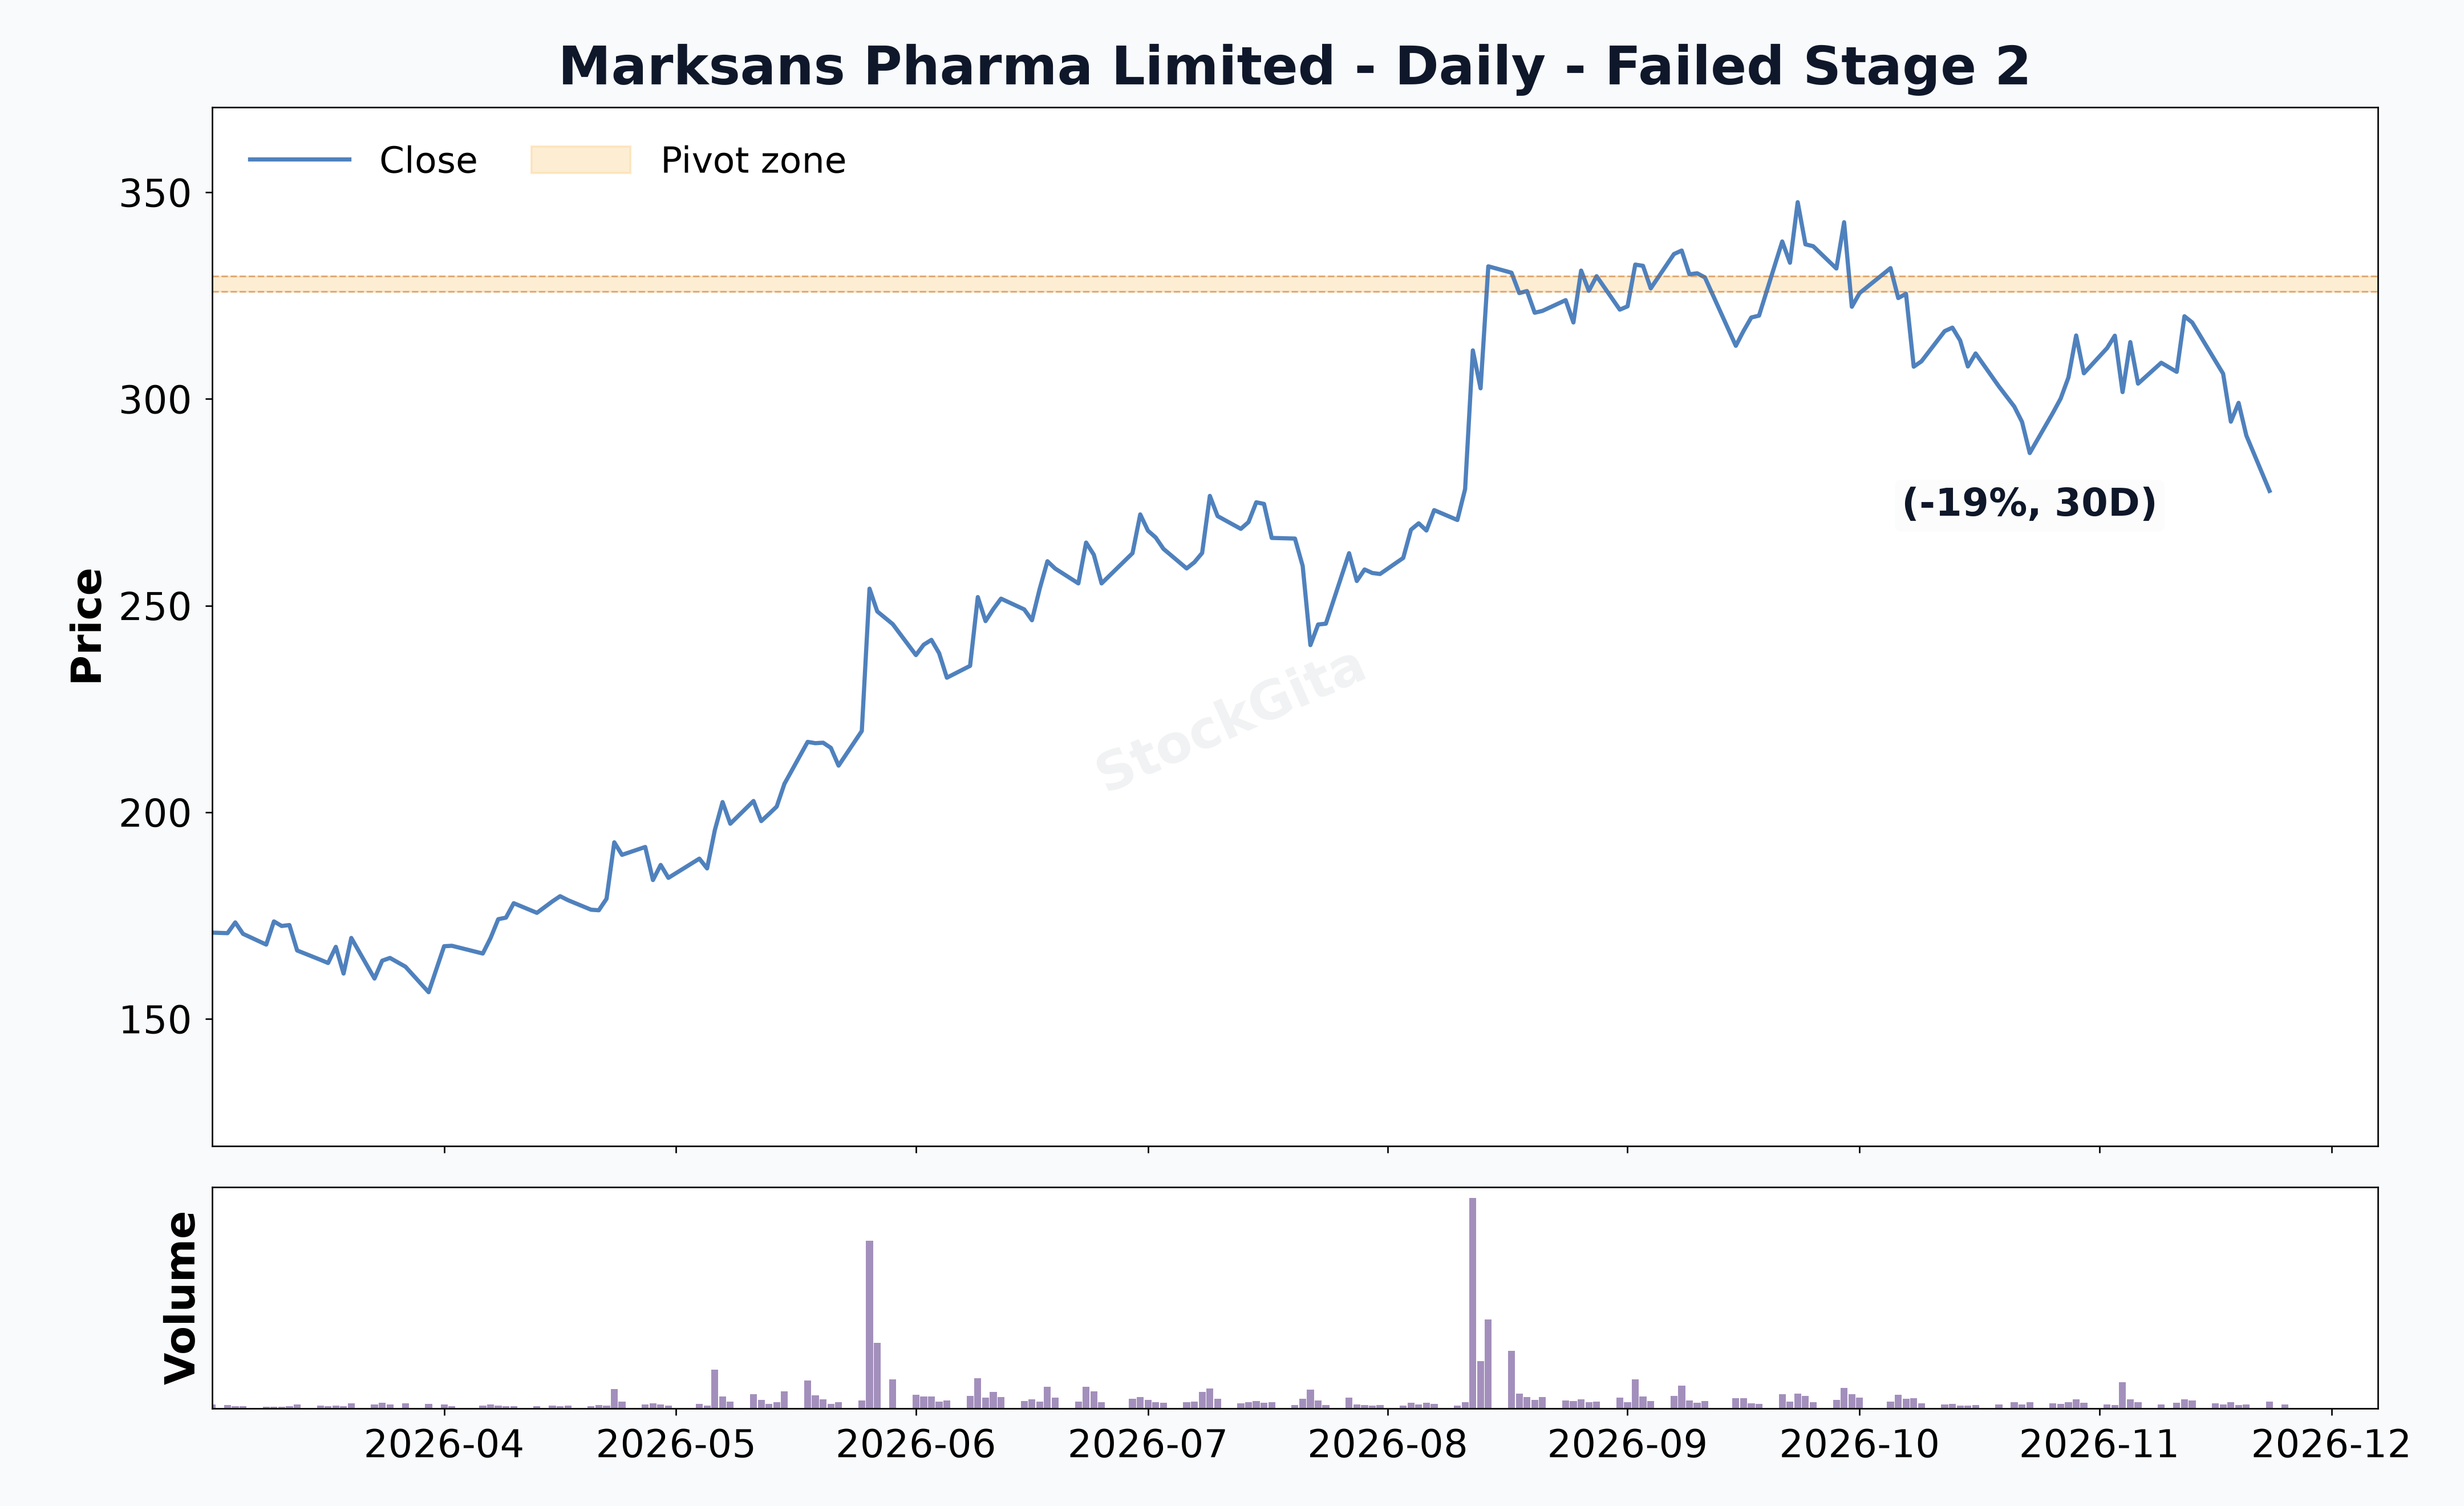 Marksans Pharma Limited - Daily - Failed Stage 2
Close
Pivot zone
350
300
250
200
150
Price
(-19%, 30D)
StockGita
Volume
2026-04
2026-05
2026-06
2026-07
2026-08
2026-09
2026-10
2026-11
2026-12